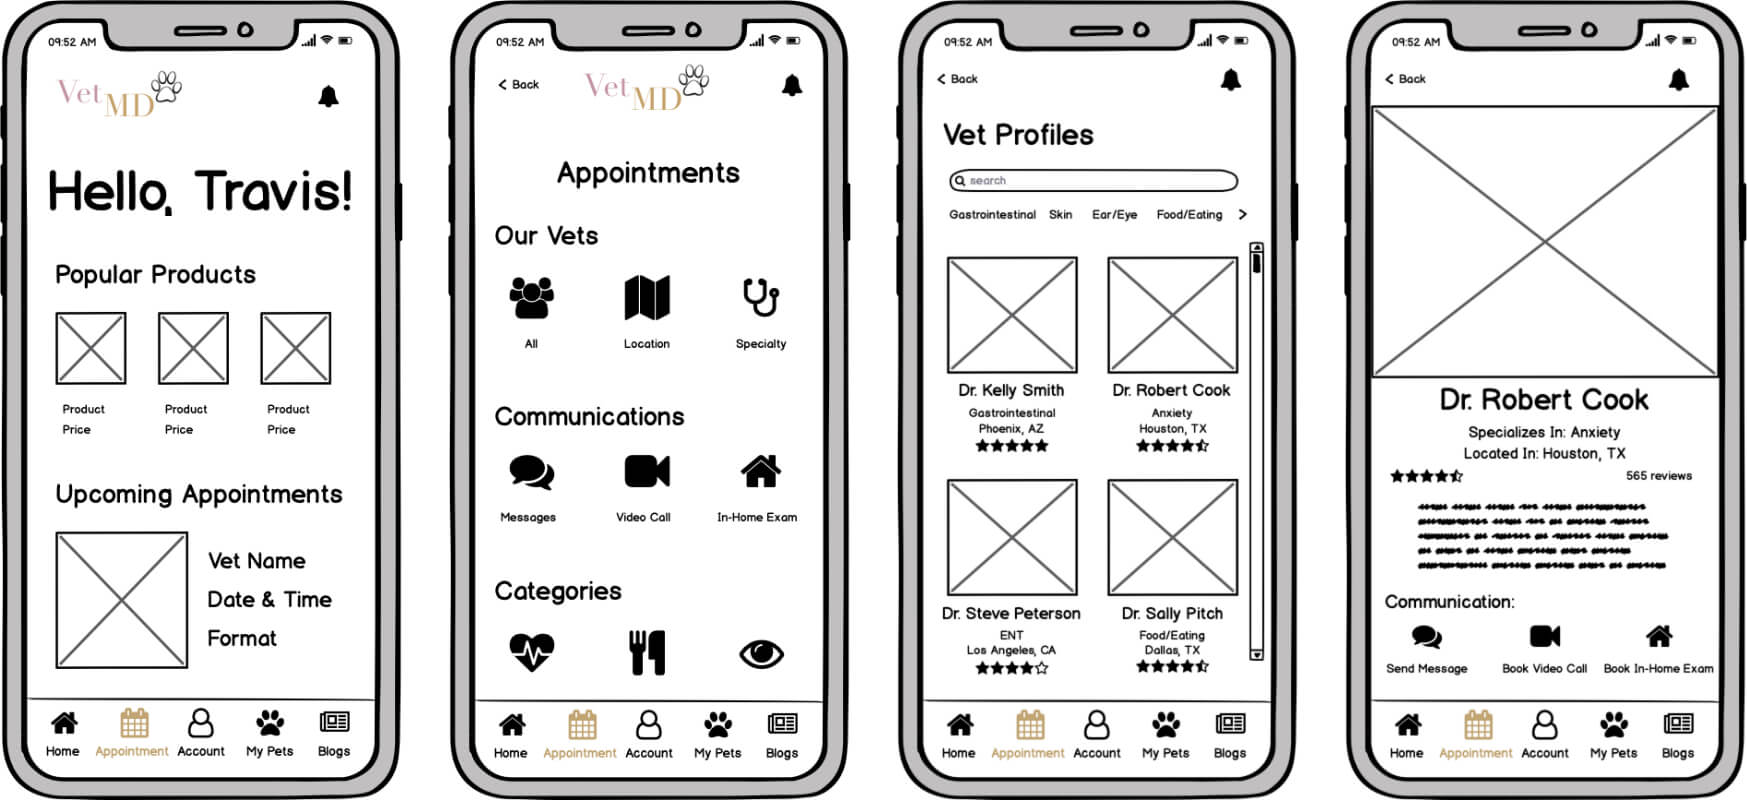 09:52 AM
Vet MD
Hello, Travis!
Popular Products
Product Product Product
Price Price Price
Upcoming Appointments
Vet Name
Date & Time
Format
Home Appointment Account My Pets Blogs
09:52 AM
Back
Vet MD
Appointments
Our Vets
All Location Specialty
Communications
Messages Video Call In-Home Exam
Categories
Home Appointment Account My Pets Blogs
09:52 AM
Back
Vet Profiles
search
Gastrointestinal Skin Ear/Eye Food/Eating
Dr. Kelly Smith Dr. Robert Cook
Gastrointestinal Anxiety
Phoenix, AZ Houston, TX
Dr. Steve Peterson Dr. Sally Pitch
ENT Food/Eating
Los Angeles, CA Dallas, TX
Home Appointment Account My Pets Blogs
09:52 AM
Back
Dr. Robert Cook
Specializes In: Anxiety
Located In: Houston, TX
565 reviews
Communication:
Send Message Book Video Call Book In-Home Exam
Home Appointment Account My Pets Blogs